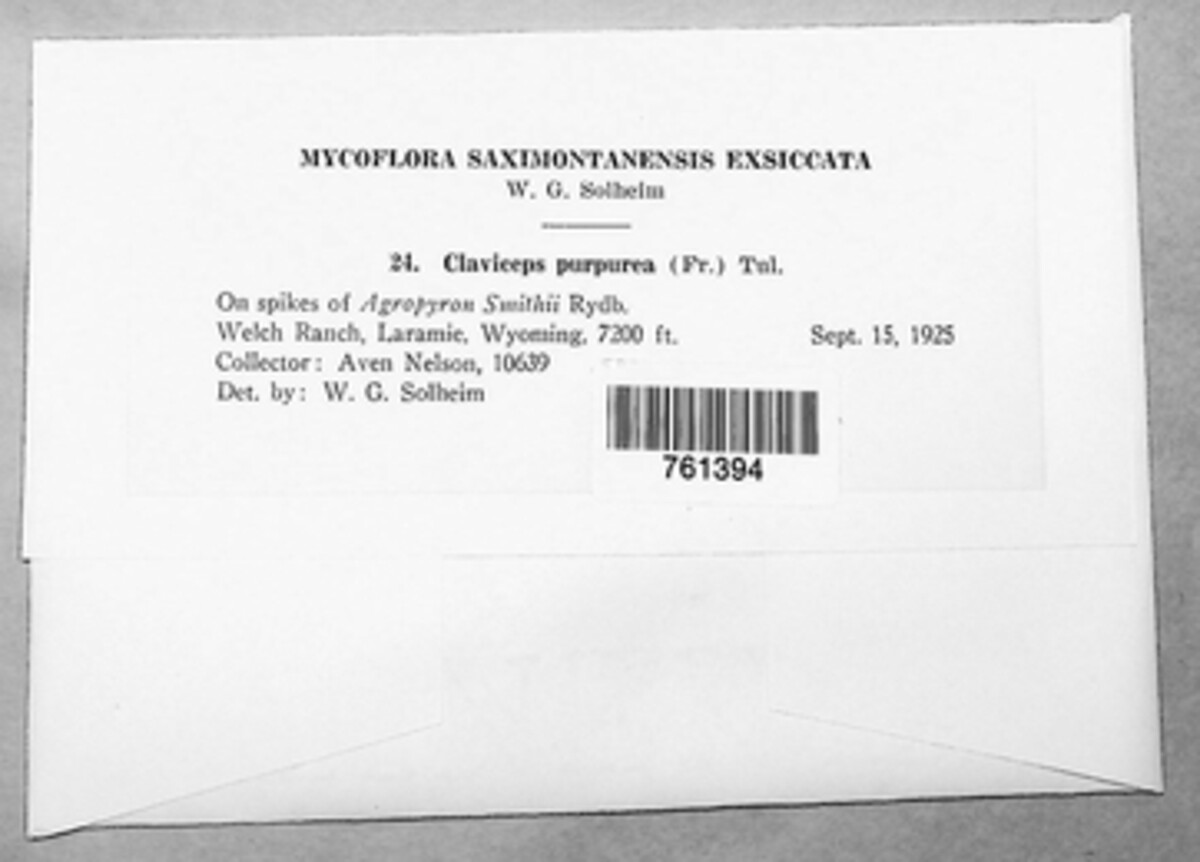 MYCOFLORA SAXIMONTANENSIS EXSICCATA
W. G. Solheim
24. Claviceps purpurea (Fr.) Tul.
On spikes of Agropyron Smithii Rydb.
Welch Ranch, Laramie, Wyoming, 7200 ft. Sept. 15, 1925
Collector: Aven Nelson, 10639
Det. by: W. G. Solheim
761394